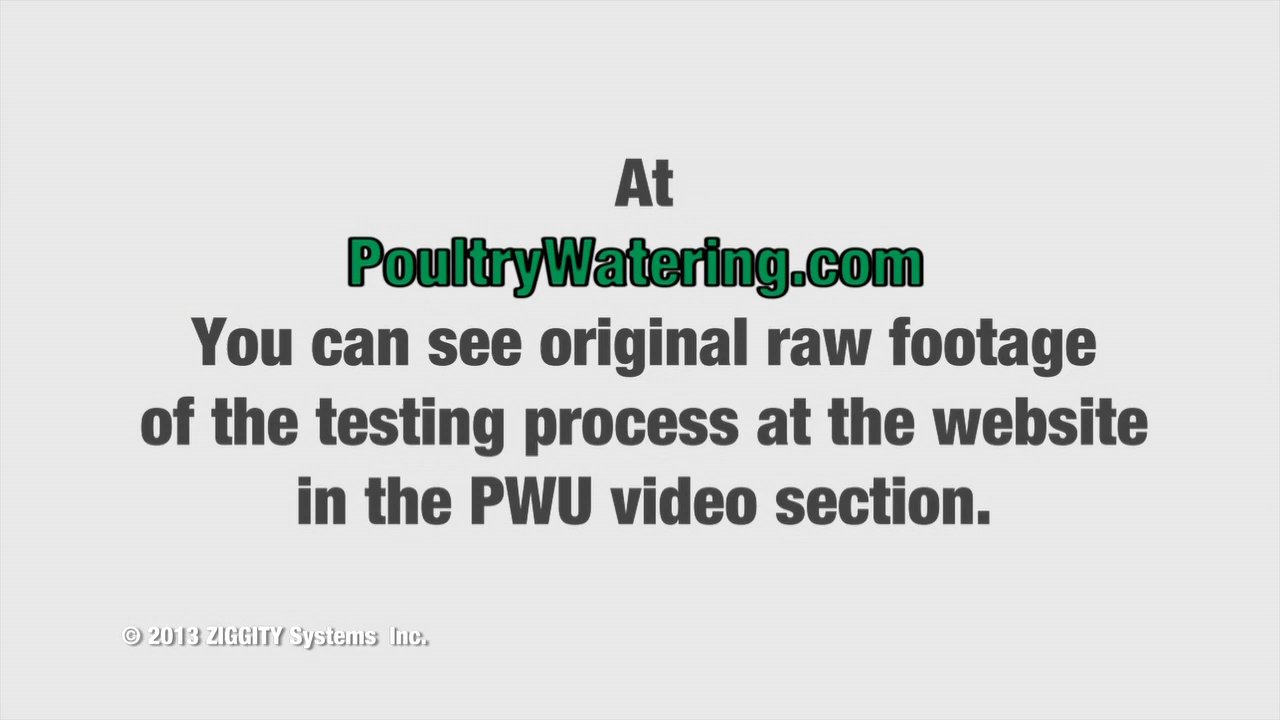 At
PoultryWatering.com
You can see original raw footage
of the testing process at the website
in the PWU video section.
© 2013 ZIGGITY Systems Inc.